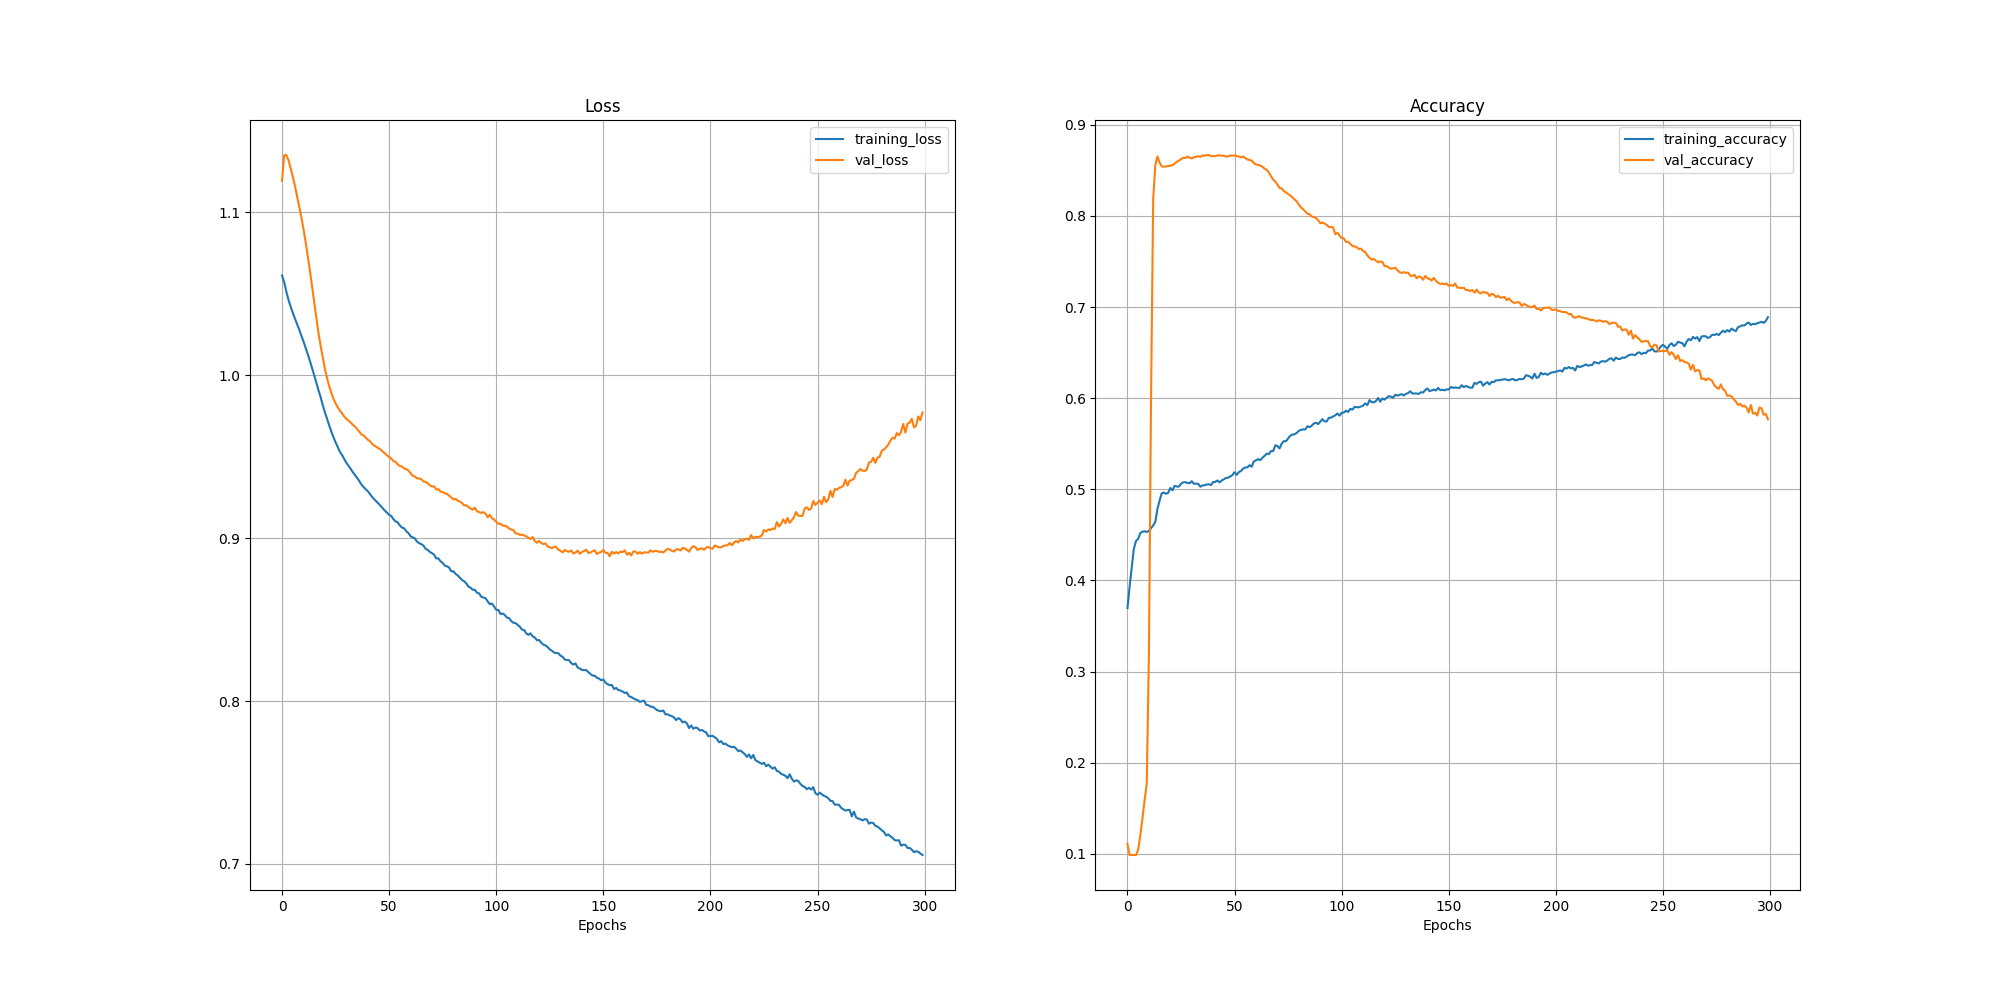 Loss
training_loss
val_loss
1.1
1.0
0.9
0.8
0.7
0 50 100 150 200 250 300
Epochs
Accuracy
training_accuracy
val_accuracy
0.9
0.8
0.7
0.6
0.5
0.4
0.3
0.2
0.1
0 50 100 150 200 250 300
Epochs